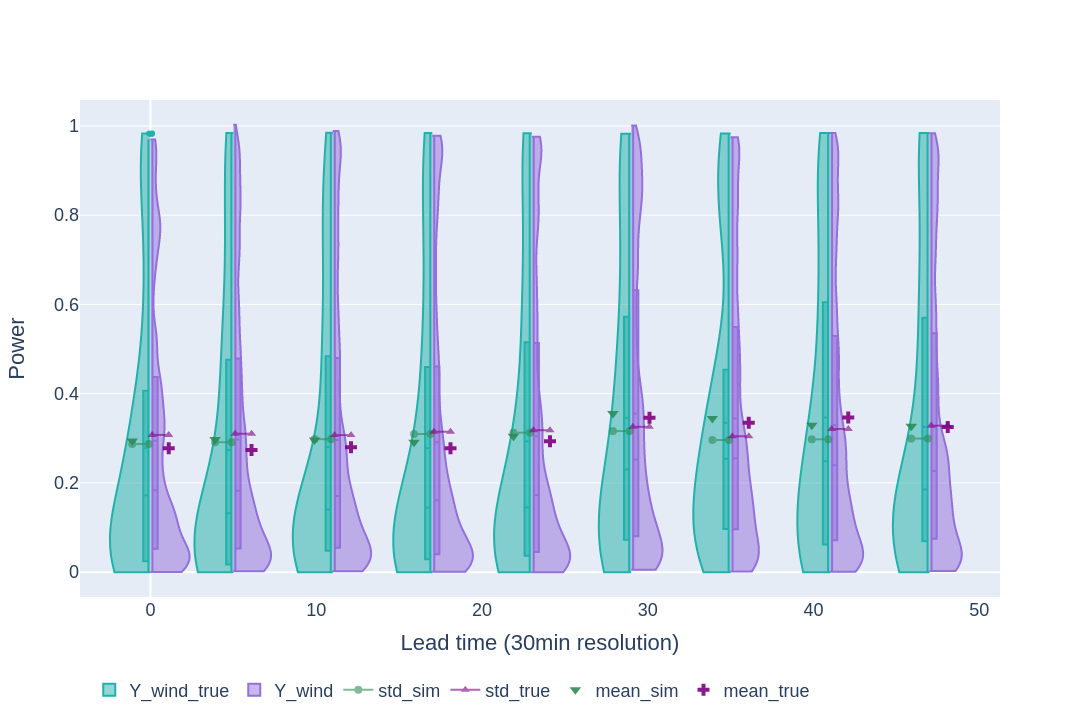 1
0.8
0.6
0.4
0.2
0
Power
0 10 20 30 40 50
Lead time (30min resolution)
Y_wind_true Y_wind std_sim std_true mean_sim mean_true